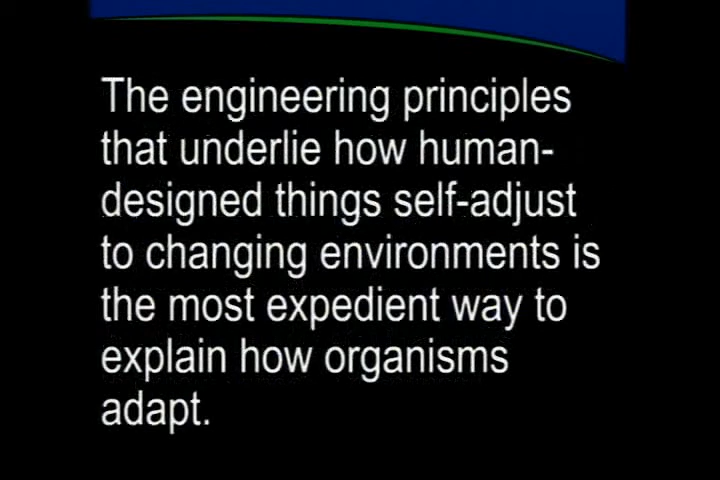 The engineering principles
that underlie how human-
designed things self-adjust
to changing environments is
the most expedient way to
explain how organisms
adapt.